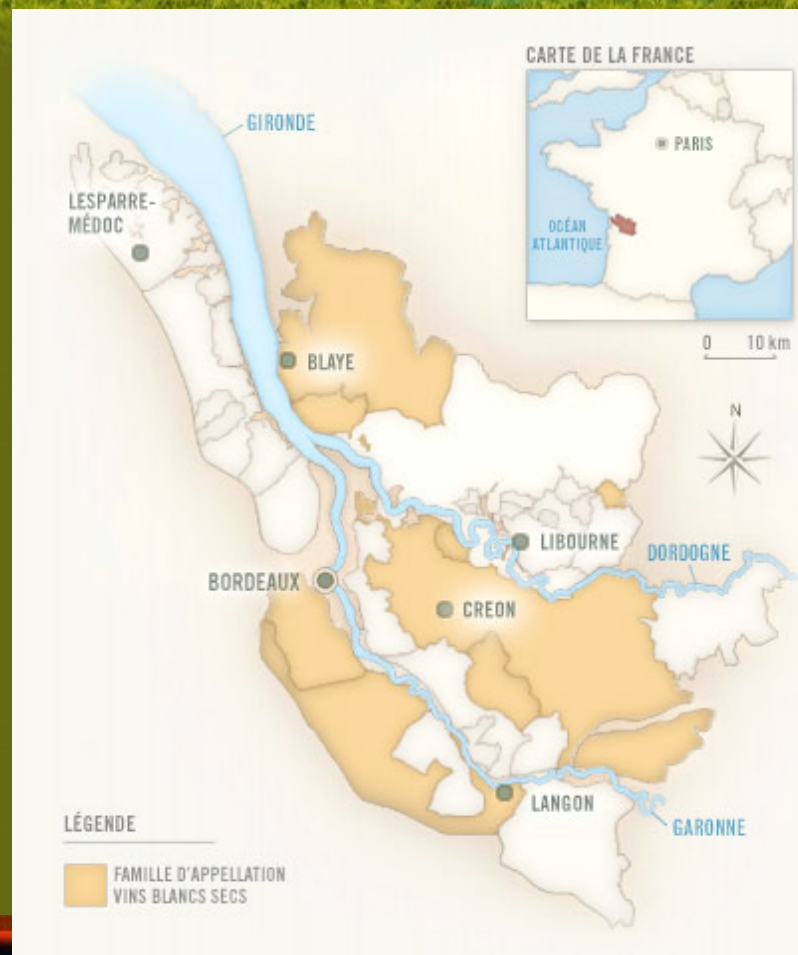 CARTE DE LA FRANCE
PARIS
OCÉAN
ATLANTIQUE
0 10 km
N
GIRONDE
LESPARRE-
MÉDOC
BLAYE
LIBOURNE
DORDOGNE
BORDEAUX
CREON
LANGON
GARONNE
LÉGENDE
FAMILLE D'APPELLATION
VINS BLANCS SECS